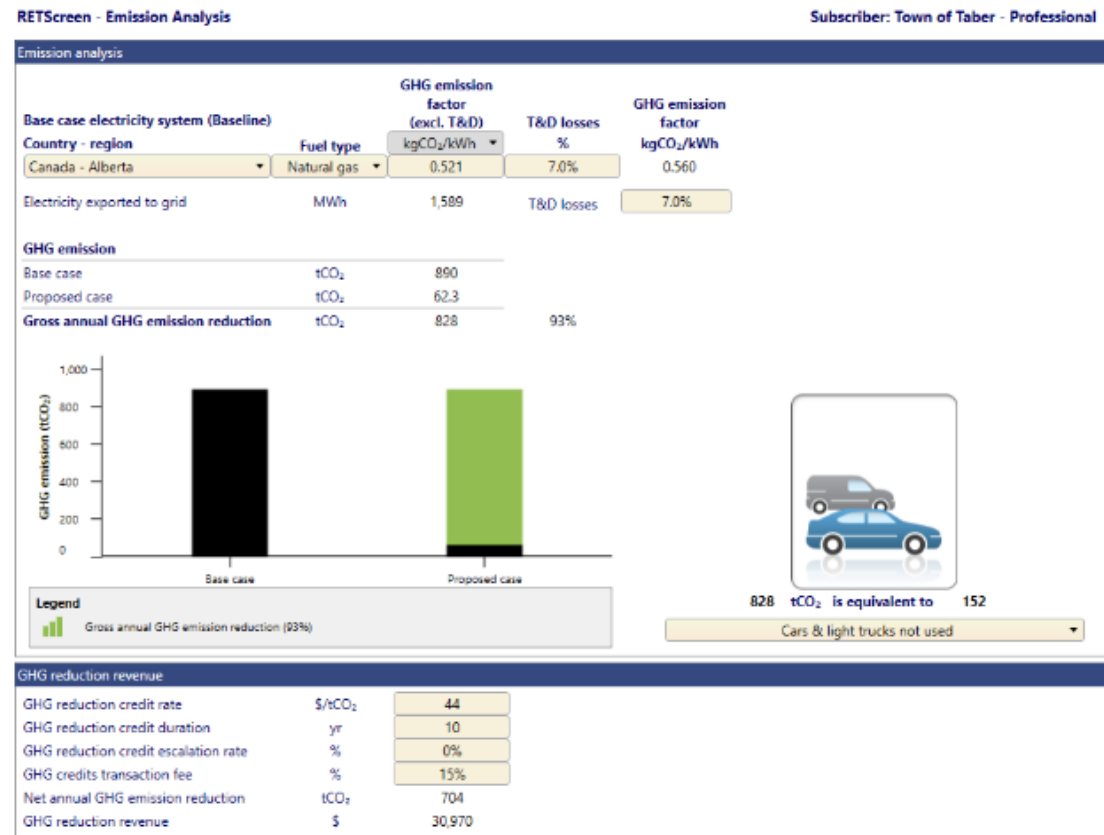 RETScreen - Emission Analysis Subscriber: Town of Taber - Professional
Emission analysis
GHG emission
factor
Base case electricity system (Baseline) (excl. T&D) T&D losses GHG emission factor
Country - region Fuel type kgCO₂/kWh % kgCO₂/kWh
Canada - Alberta Natural gas 0.521 7.0% 0.560
Electricity exported to grid MWh 1,589 T&D losses 7.0%
GHG emission
Base case tCO₂ 890
Proposed case tCO₂ 62.3
Gross annual GHG emission reduction tCO₂ 828 93%
GHG emission (tCO₂)
1,000
800
600
400
200
0
Base case Proposed case
Legend
Gross annual GHG emission reduction (93%)
828 tCO₂ is equivalent to 152
Cars & light trucks not used
GHG reduction revenue
GHG reduction credit rate $/tCO₂ 44
GHG reduction credit duration yr 10
GHG reduction credit escalation rate % 0%
GHG credits transaction fee % 15%
Net annual GHG emission reduction tCO₂ 704
GHG reduction revenue $ 30,970